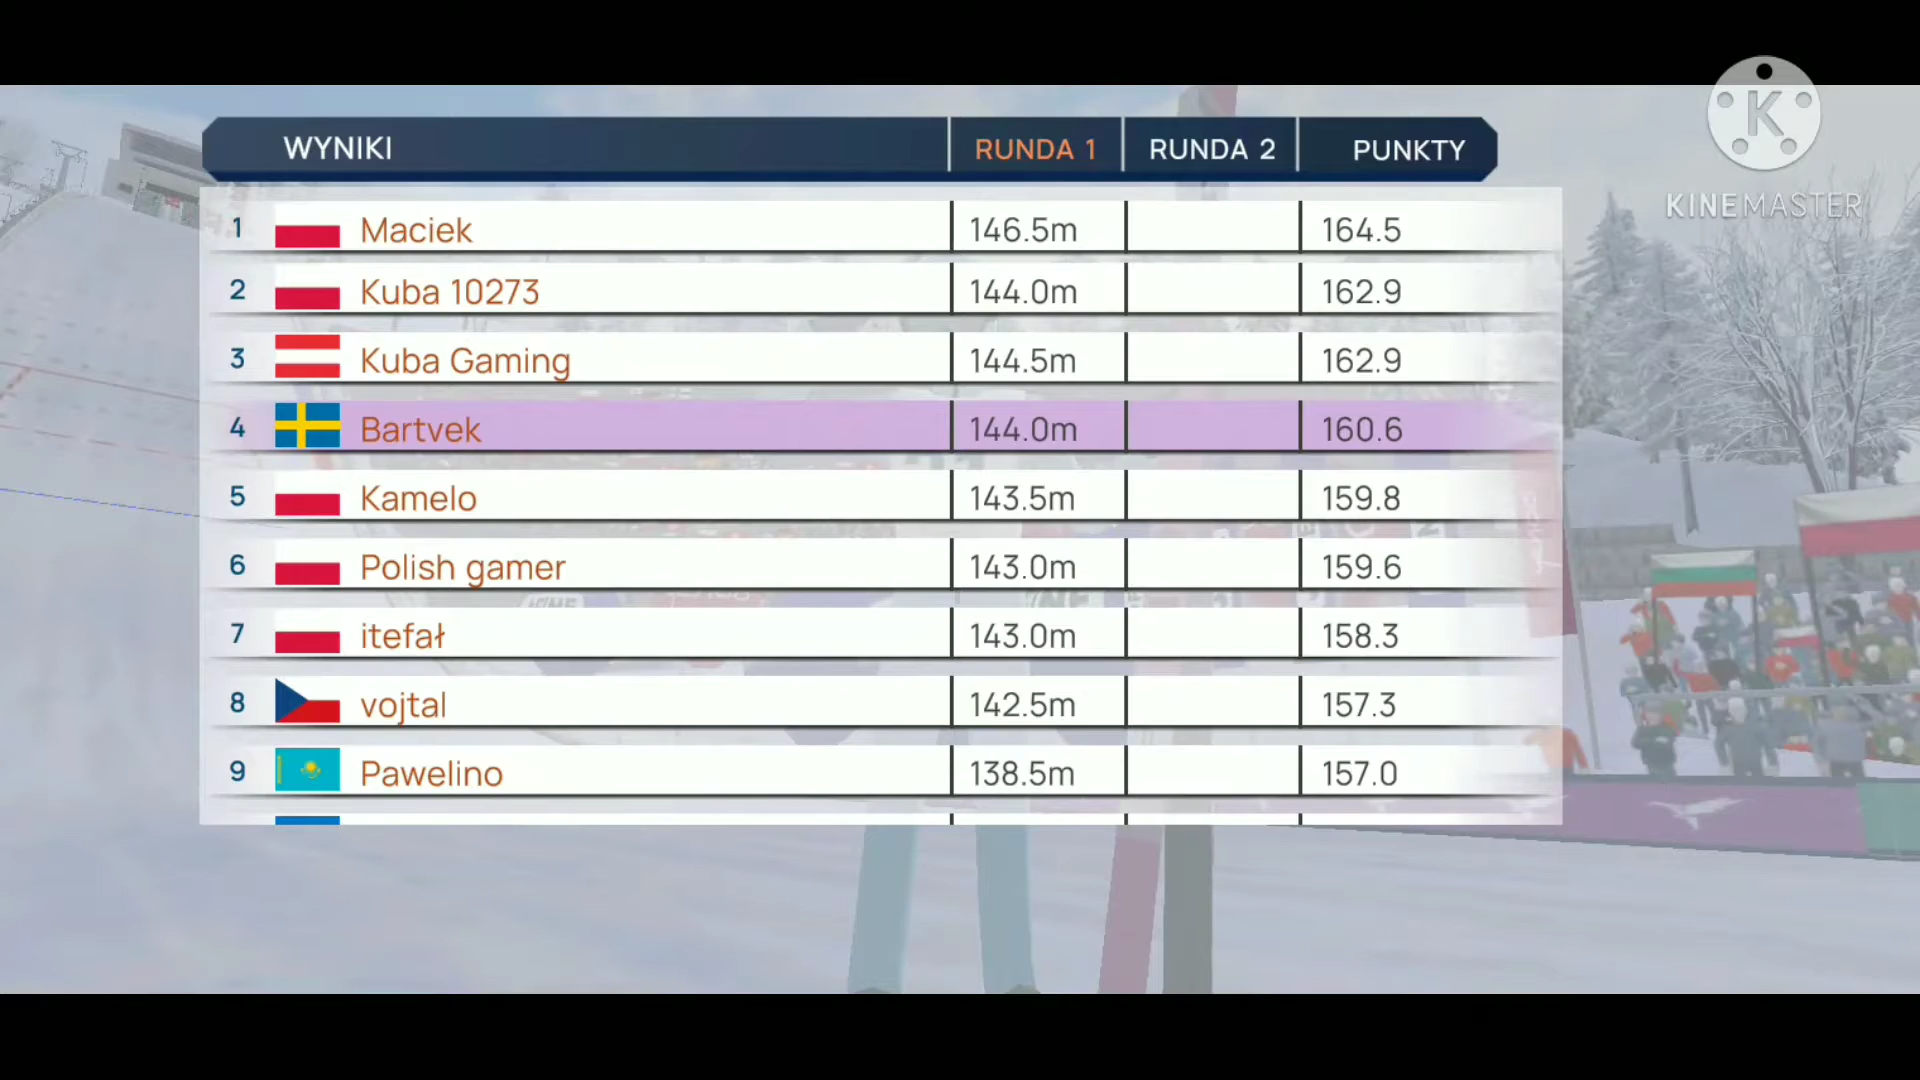 WYNIKI RUNDA 1 RUNDA 2 PUNKTY
1 Maciek 146.5m 164.5
2 Kuba 10273 144.0m 162.9
3 Kuba Gaming 144.5m 162.9
4 Bartvek 144.0m 160.6
5 Kamelo 143.5m 159.8
6 Polish gamer 143.0m 159.6
7 itefał 143.0m 158.3
8 vojtal 142.5m 157.3
9 Pawelino 138.5m 157.0
K
KINEMASTER